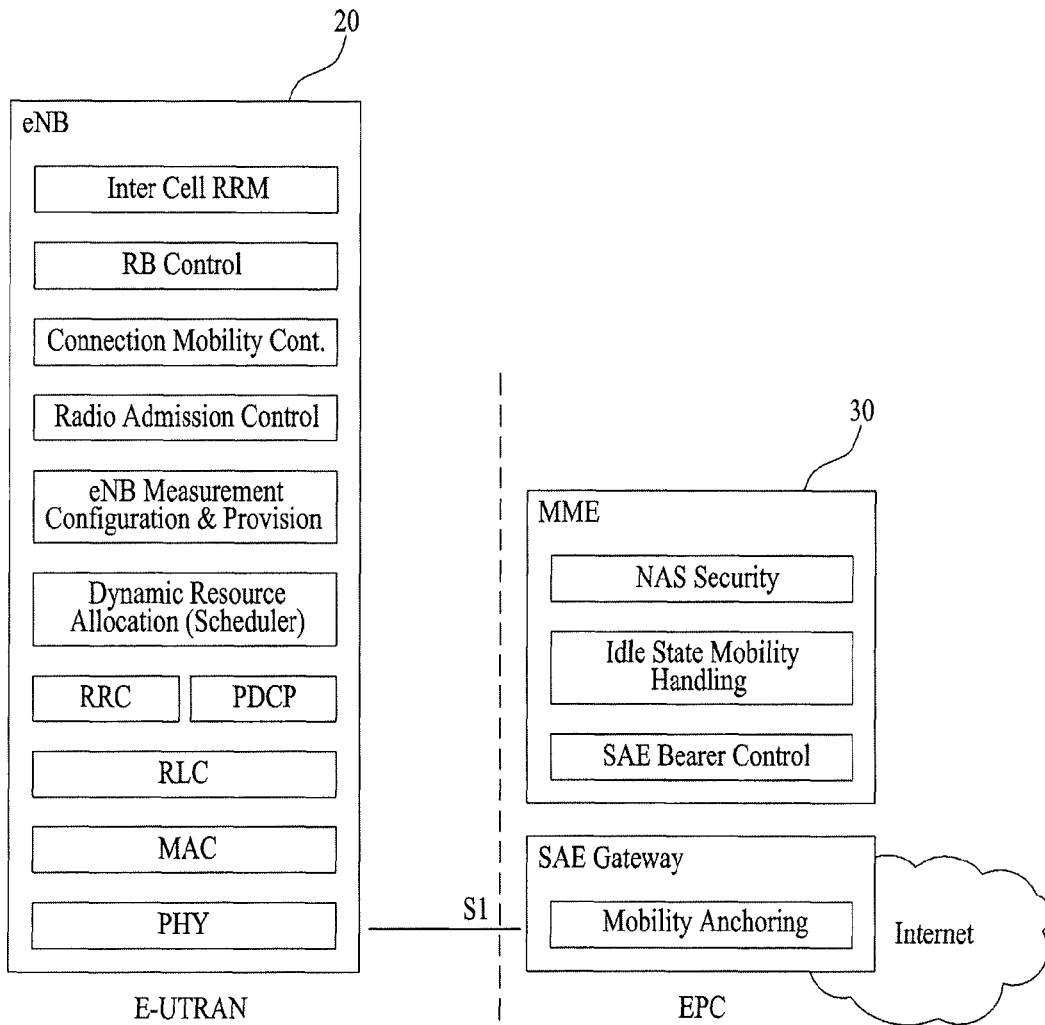 20
eNB
Inter Cell RRM
RB Control
Connection Mobility Cont.
Radio Admission Control
eNB Measurement
Configuration & Provision
Dynamic Resource
Allocation (Scheduler)
RRC
PDCP
RLC
MAC
PHY
S1
E-UTRAN
30
MME
NAS Security
Idle State Mobility
Handling
SAE Bearer Control
SAE Gateway
Mobility Anchoring
Internet
EPC